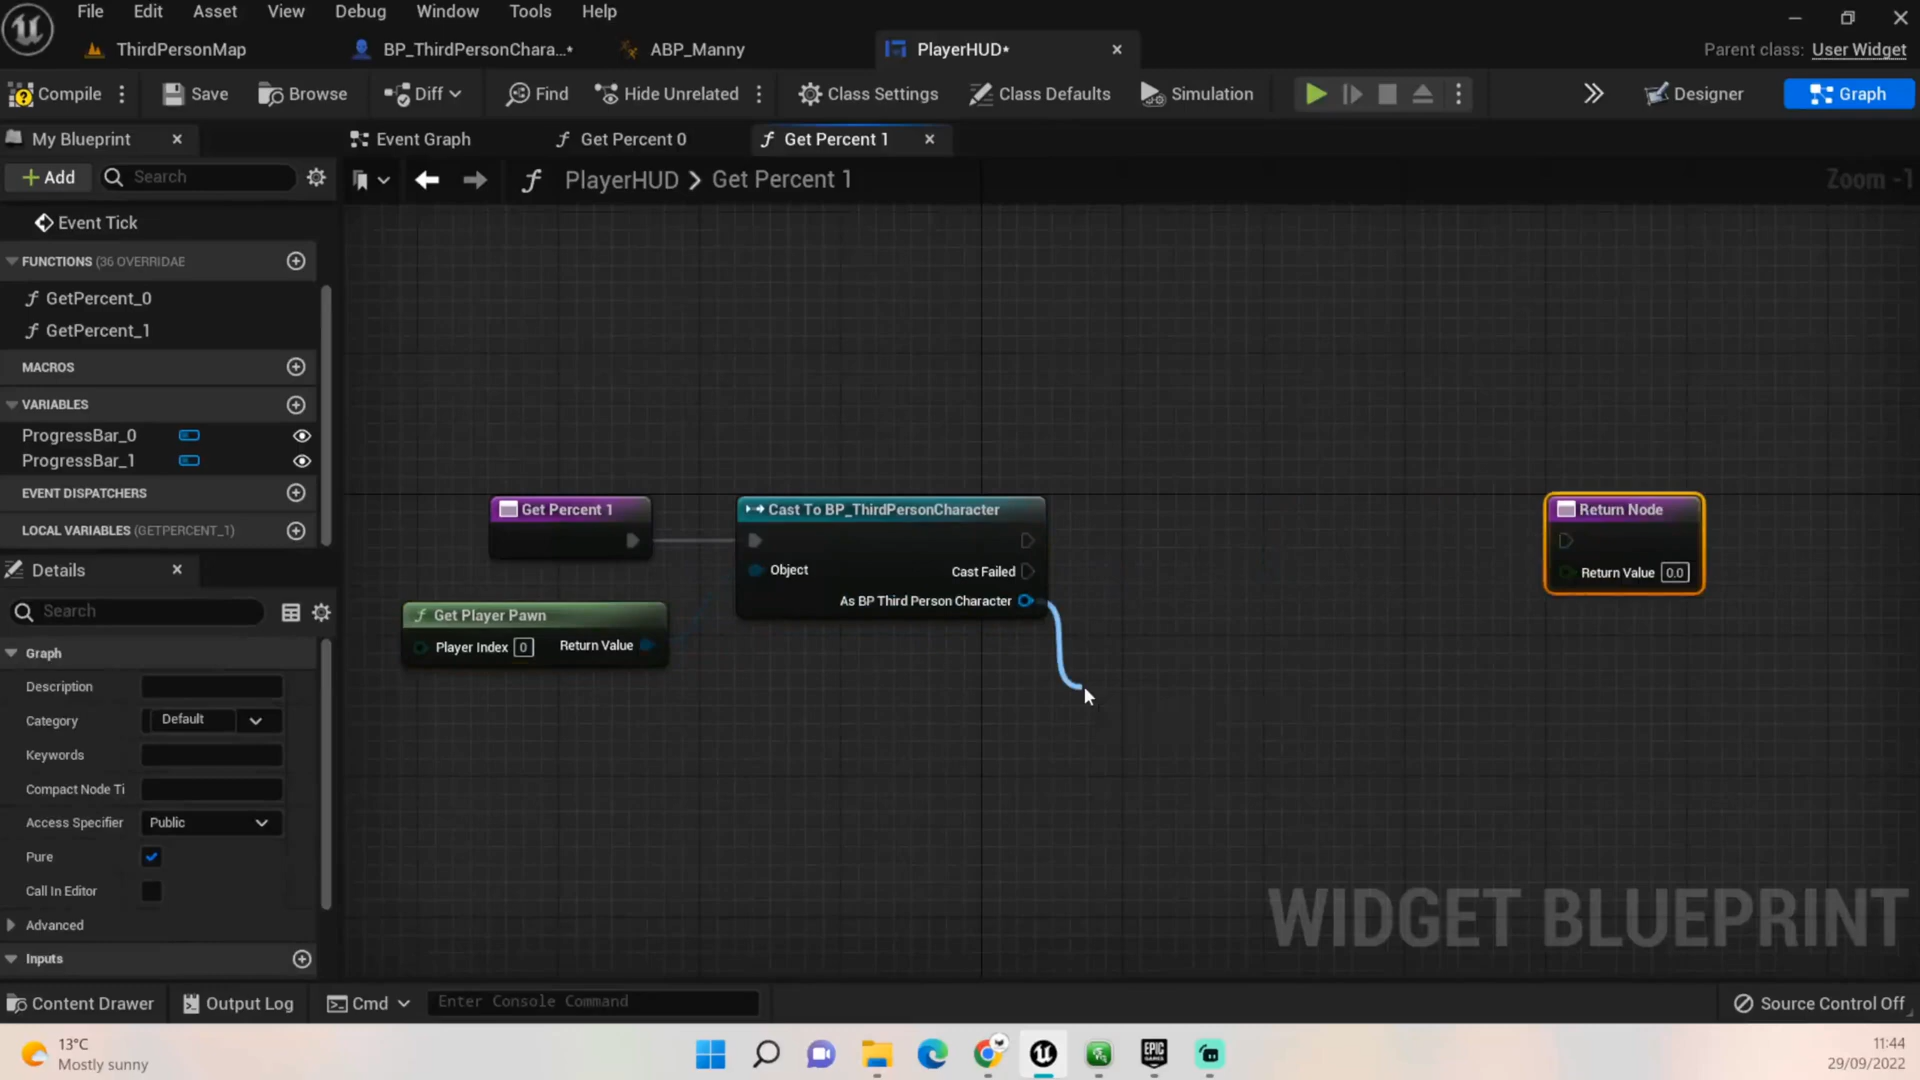 File Edit Asset View Debug Window Tools Help
ThirdPersonMap BP_ThirdPersonChara...* ABP_Manny PlayerHUD* Parent class: User Widget
Compile Save Browse Diff Find Hide Unrelated Class Settings Class Defaults Simulation Designer Graph
My Blueprint Event Graph Get Percent 0 Get Percent 1
Add Search PlayerHUD > Get Percent 1 Zoom -1
Event Tick
FUNCTIONS (36 OVERRIDAE
GetPercent_0
GetPercent_1
MACROS
VARIABLES
ProgressBar_0
ProgressBar_1
EVENT DISPATCHERS
LOCAL VARIABLES (GETPERCENT_1)
Get Percent 1 Cast To BP_ThirdPersonCharacter Return Node
Object Cast Failed Return Value 0.0
As BP Third Person Character
Get Player Pawn
Player Index 0 Return Value
Details
Search
Graph
Description
Category Default
Keywords
Compact Node Ti
Access Specifier Public
Pure
Call In Editor
Advanced
Inputs
WIDGET BLUEPRINT
Content Drawer Output Log Cmd Enter Console Command Source Control Off
13°C
Mostly sunny
EPIC
GAMES
11:44
29/09/2022